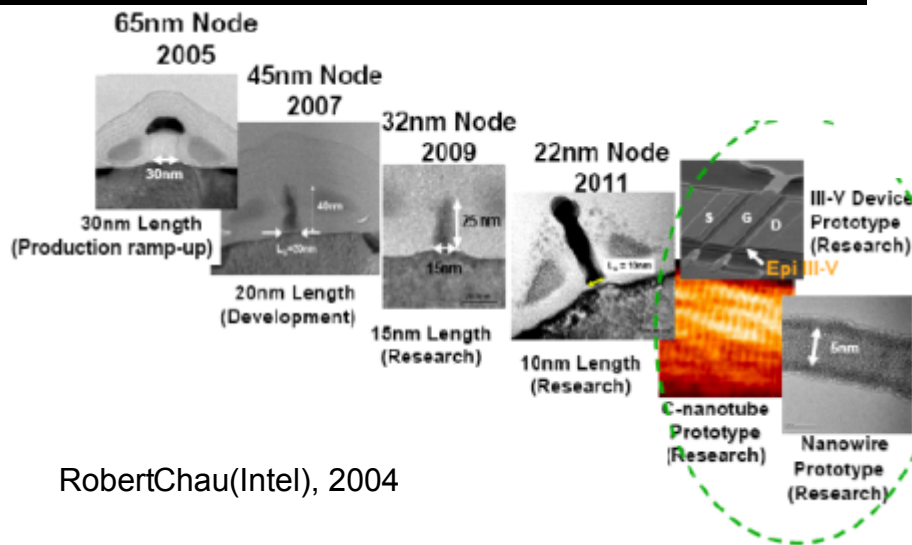 65nm Node
2005
30nm
30nm Length
(Production ramp-up)
45nm Node
2007
40nm
20nm Length
(Development)
32nm Node
2009
25 nm
15nm
15nm Length
(Research)
22nm Node
2011
10nm Length
(Research)
S G D
Epi III-V
III-V Device
Prototype
(Research)
C-nanotube
Prototype
(Research)
5nm
Nanowire
Prototype
(Research)
RobertChau(Intel), 2004